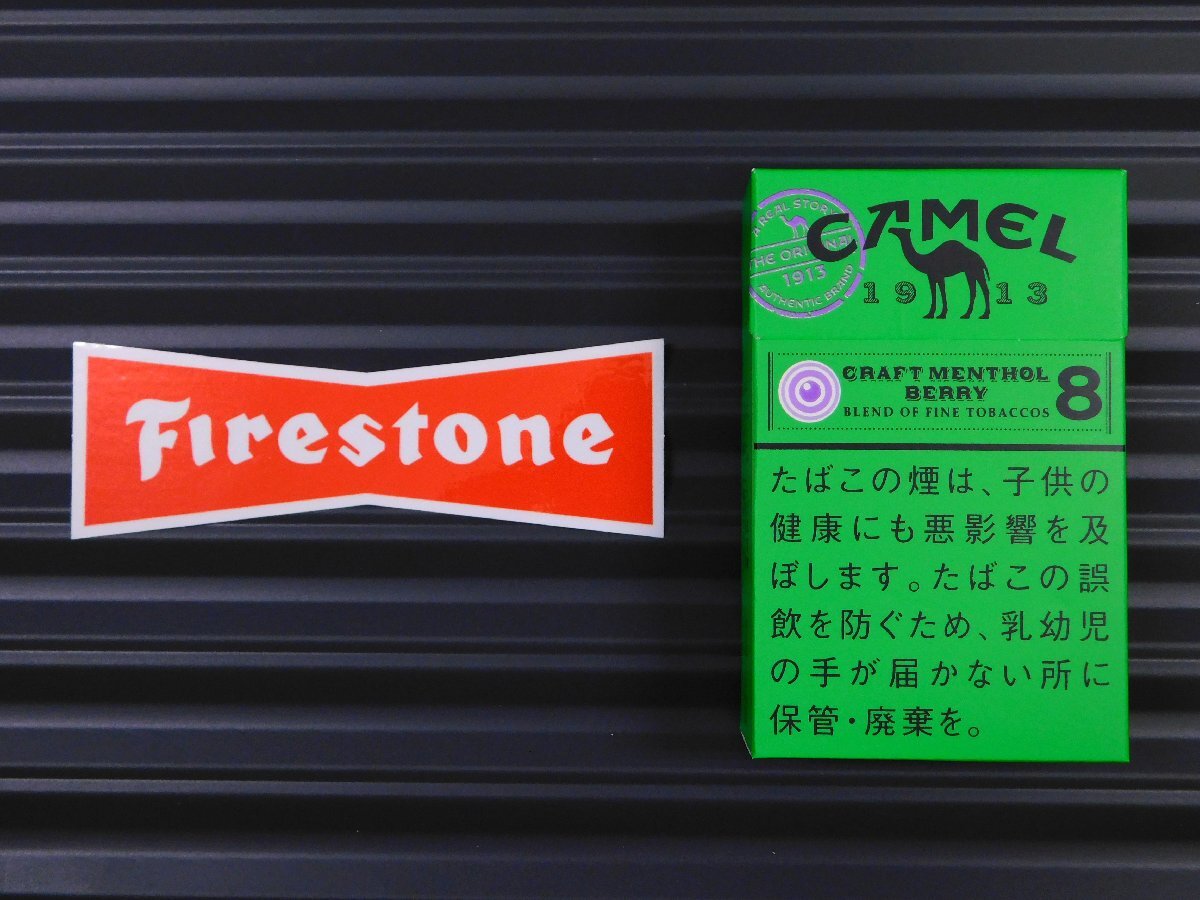 Firestone
A REAL STORY
THE ORIGINAL
1913
AUTHENTIC BRAND
CAMEL
1913
CRAFT MENTHOL
BERRY
BLEND OF FINE TOBACCOS
8
たばこの煙は、子供の
健康にも悪影響を及
ぼします。たばこの誤
飲を防ぐため、乳幼児
の手が届かない所に
保管・廃棄を。